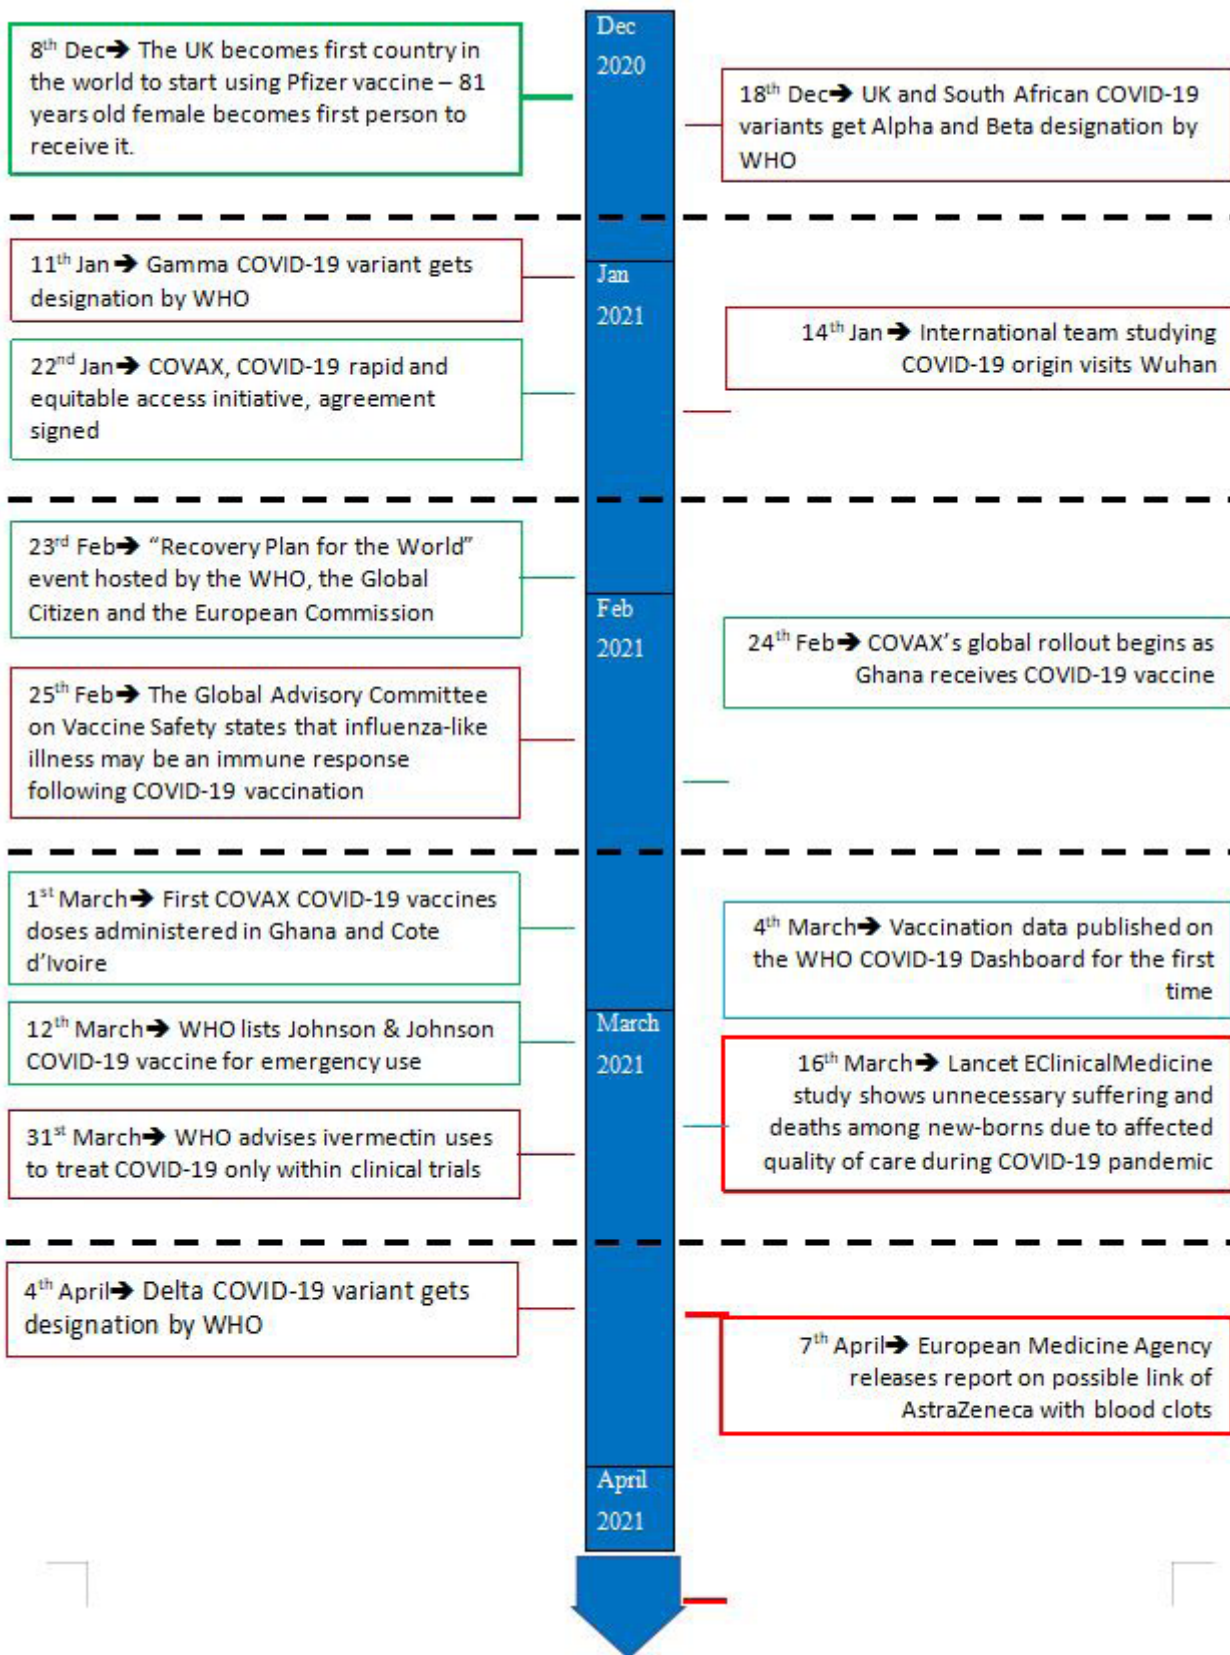 Dec
2020
8th Dec➔ The UK becomes first country in
the world to start using Pfizer vaccine – 81
years old female becomes first person to
receive it.
18th Dec➔ UK and South African COVID-19
variants get Alpha and Beta designation by
WHO
Jan
2021
11th Jan➔ Gamma COVID-19 variant gets
designation by WHO
14th Jan➔ International team studying
COVID-19 origin visits Wuhan
22nd Jan➔ COVAX, COVID-19 rapid and
equitable access initiative, agreement
signed
Feb
2021
23rd Feb➔ “Recovery Plan for the World”
event hosted by the WHO, the Global
Citizen and the European Commission
24th Feb➔ COVAX’s global rollout begins as
Ghana receives COVID-19 vaccine
25th Feb➔ The Global Advisory Committee
on Vaccine Safety states that influenza-like
illness may be an immune response
following COVID-19 vaccination
March
2021
1st March➔ First COVAX COVID-19 vaccines
doses administered in Ghana and Cote
d’Ivoire
4th March➔ Vaccination data published on
the WHO COVID-19 Dashboard for the first
time
12th March➔ WHO lists Johnson & Johnson
COVID-19 vaccine for emergency use
16th March➔ Lancet EClinicalMedicine
study shows unnecessary suffering and
deaths among new-borns due to affected
quality of care during COVID-19 pandemic
31st March➔ WHO advises ivermectin uses
to treat COVID-19 only within clinical trials
April
2021
4th April➔ Delta COVID-19 variant gets
designation by WHO
7th April➔ European Medicine Agency
releases report on possible link of
AstraZeneca with blood clots